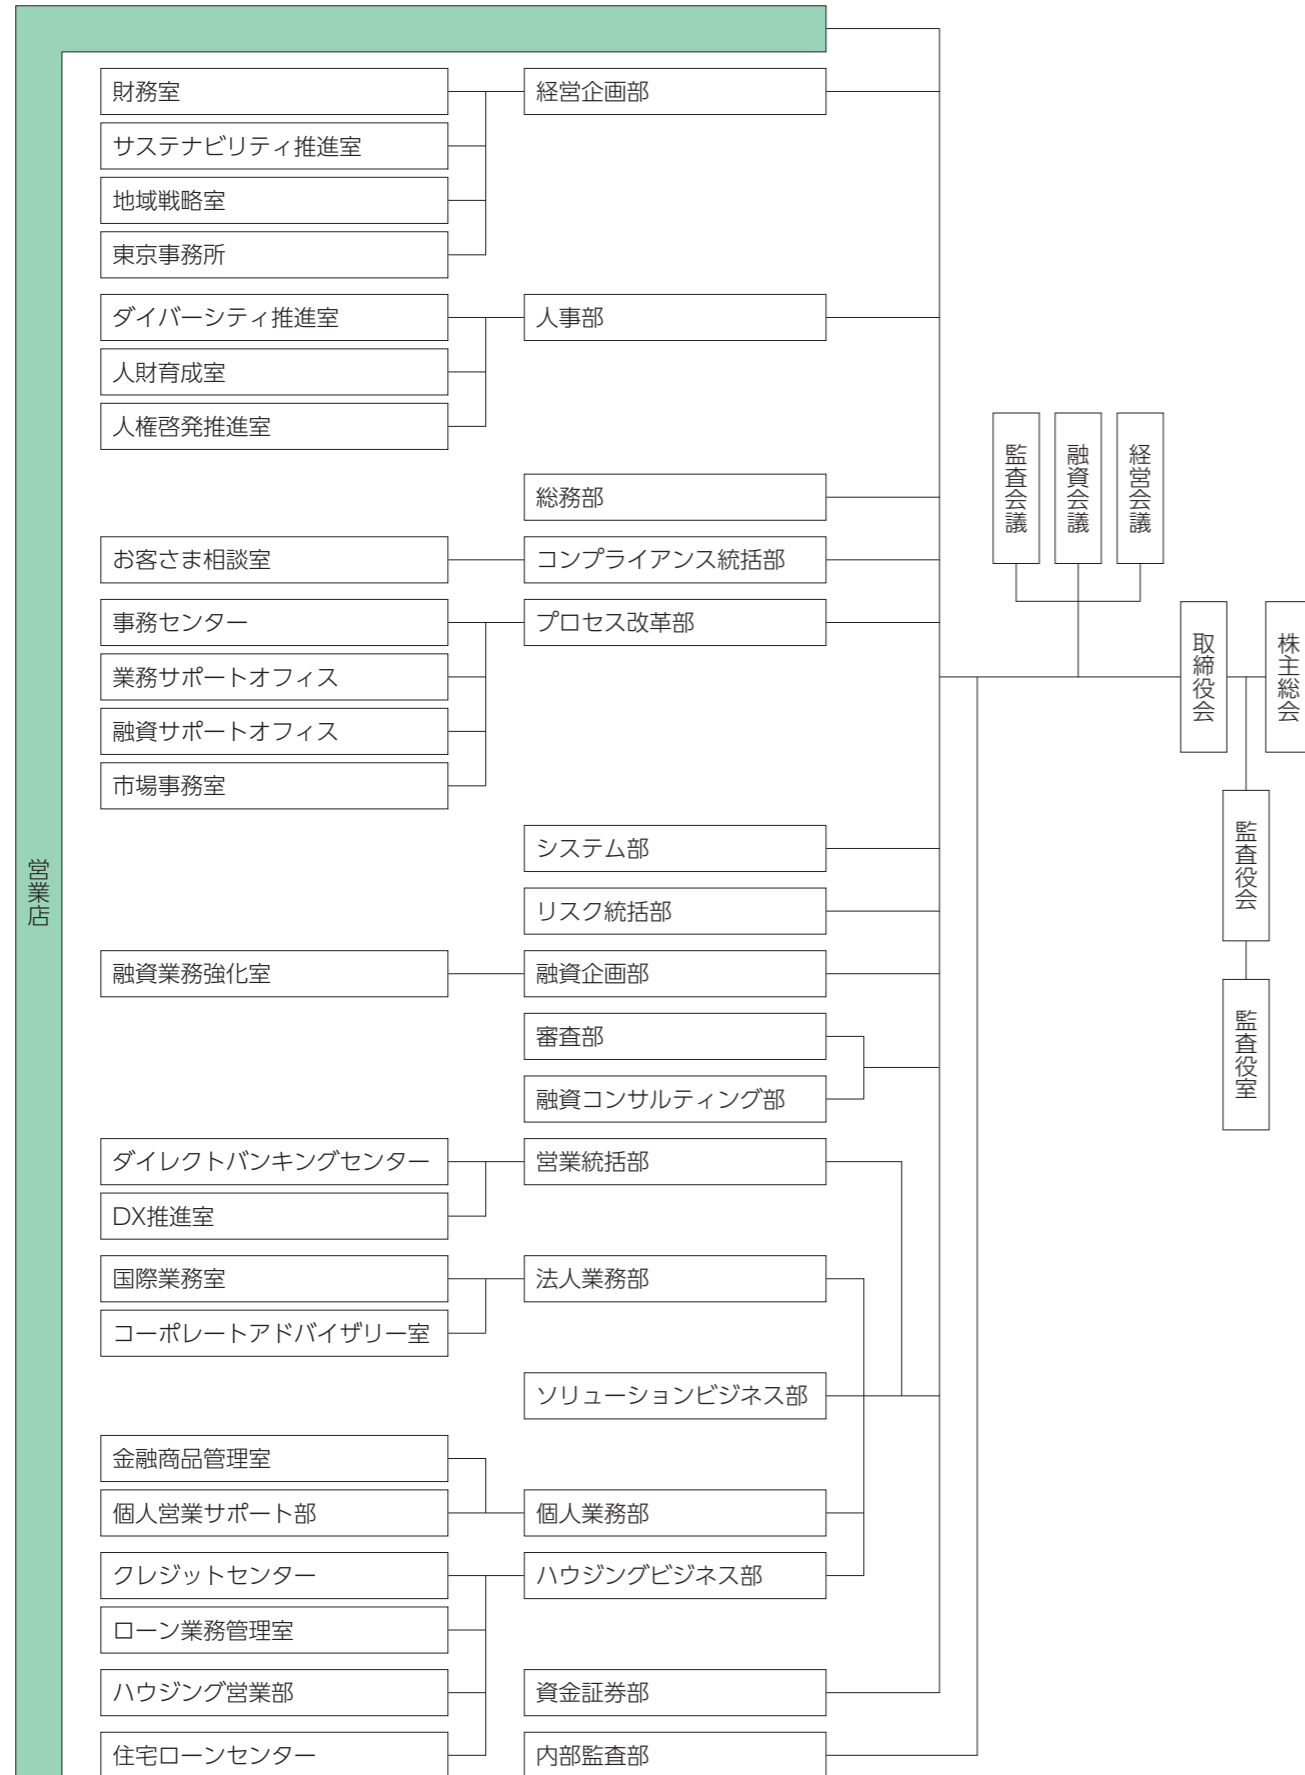 財務室
経営企画部
サステナビリティ推進室
地域戦略室
東京事務所
ダイバーシティ推進室
人事部
人財育成室
人権啓発推進室
総務部
お客さま相談室
コンプライアンス統括部
事務センター
プロセス改革部
業務サポートオフィス
融資サポートオフィス
市場事務室
システム部
リスク統括部
融資業務強化室
融資企画部
審査部
融資コンサルティング部
ダイレクトバンキングセンター
営業統括部
DX推進室
国際業務室
法人業務部
コーポレートアドバイザリー室
ソリューションビジネス部
金融商品管理室
個人営業サポート部
個人業務部
クレジットセンター
ハウジングビジネス部
ローン業務管理室
ハウジング営業部
資金証券部
住宅ローンセンター
内部監査部
営業店
監査会議
融資会議
経営会議
取締役会
株主総会
監査役会
監査役室